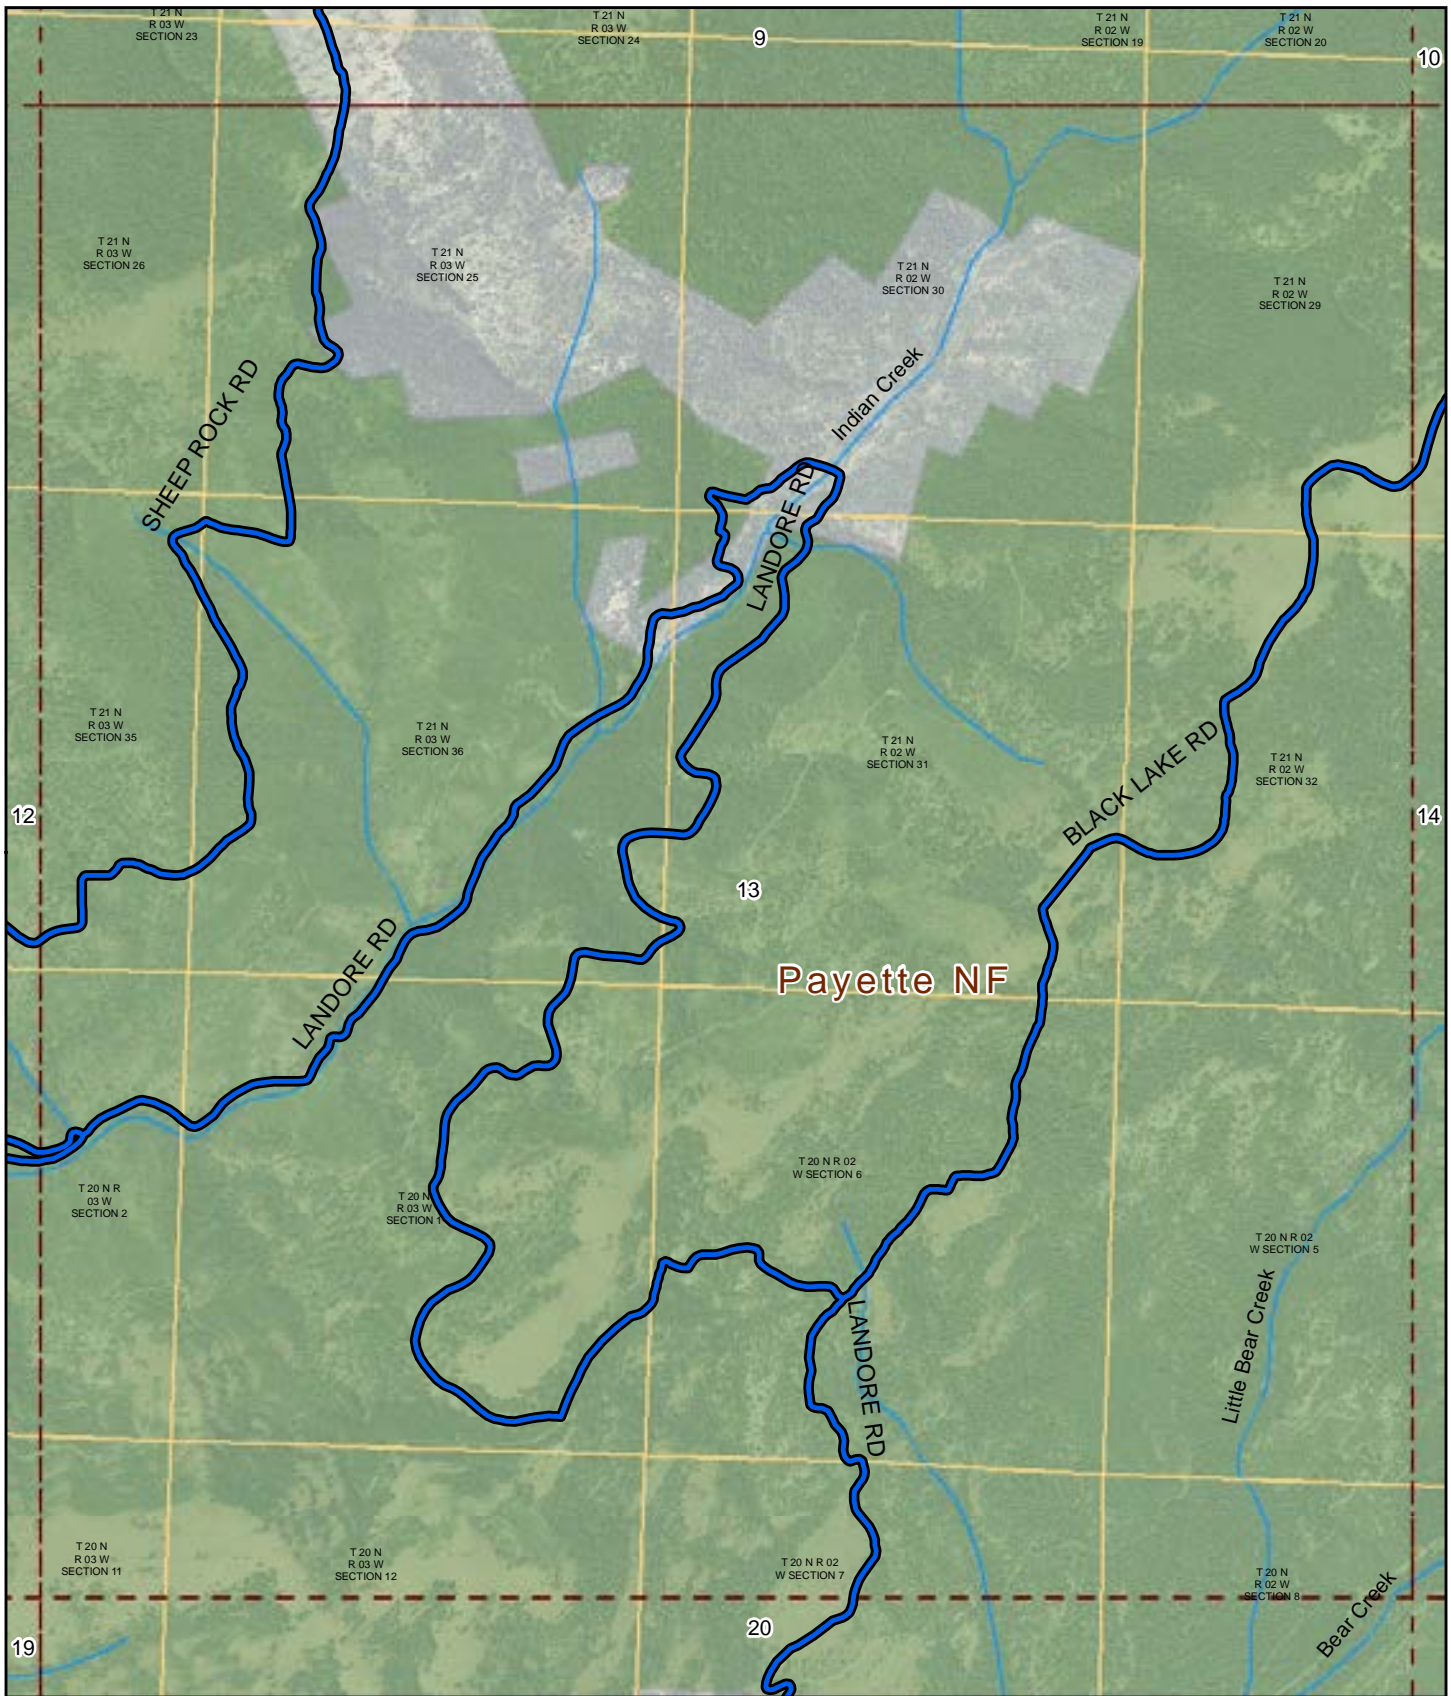 T 21 N
R 03 W
SECTION 23
T 21 N
R 03 W
SECTION 24
9
T 21 N
R 02 W
SECTION 19
T 21 N
R 02 W
SECTION 20
10
T 21 N
R 03 W
SECTION 26
T 21 N
R 03 W
SECTION 25
T 21 N
R 02 W
SECTION 30
T 21 N
R 02 W
SECTION 29
Indian Creek
SHEEP ROCK RD
LANDORE RD
T 21 N
R 03 W
SECTION 35
T 21 N
R 03 W
SECTION 36
T 21 N
R 02 W
SECTION 31
BLACK LAKE RD
T 21 N
R 02 W
SECTION 32
12
14
13
LANDORE RD
Payette NF
T 20 N R
03 W
SECTION 2
T 20 N
R 03 W
SECTION 1
T 20 N R 02
W SECTION 6
T 20 N R 02
W SECTION 5
Little Bear Creek
LANDORE RD
T 20 N
R 03 W
SECTION 11
T 20 N
R 03 W
SECTION 12
T 20 N R 02
W SECTION 7
T 20 N
R 02 W
SECTION 8
Bear Creek
19
20